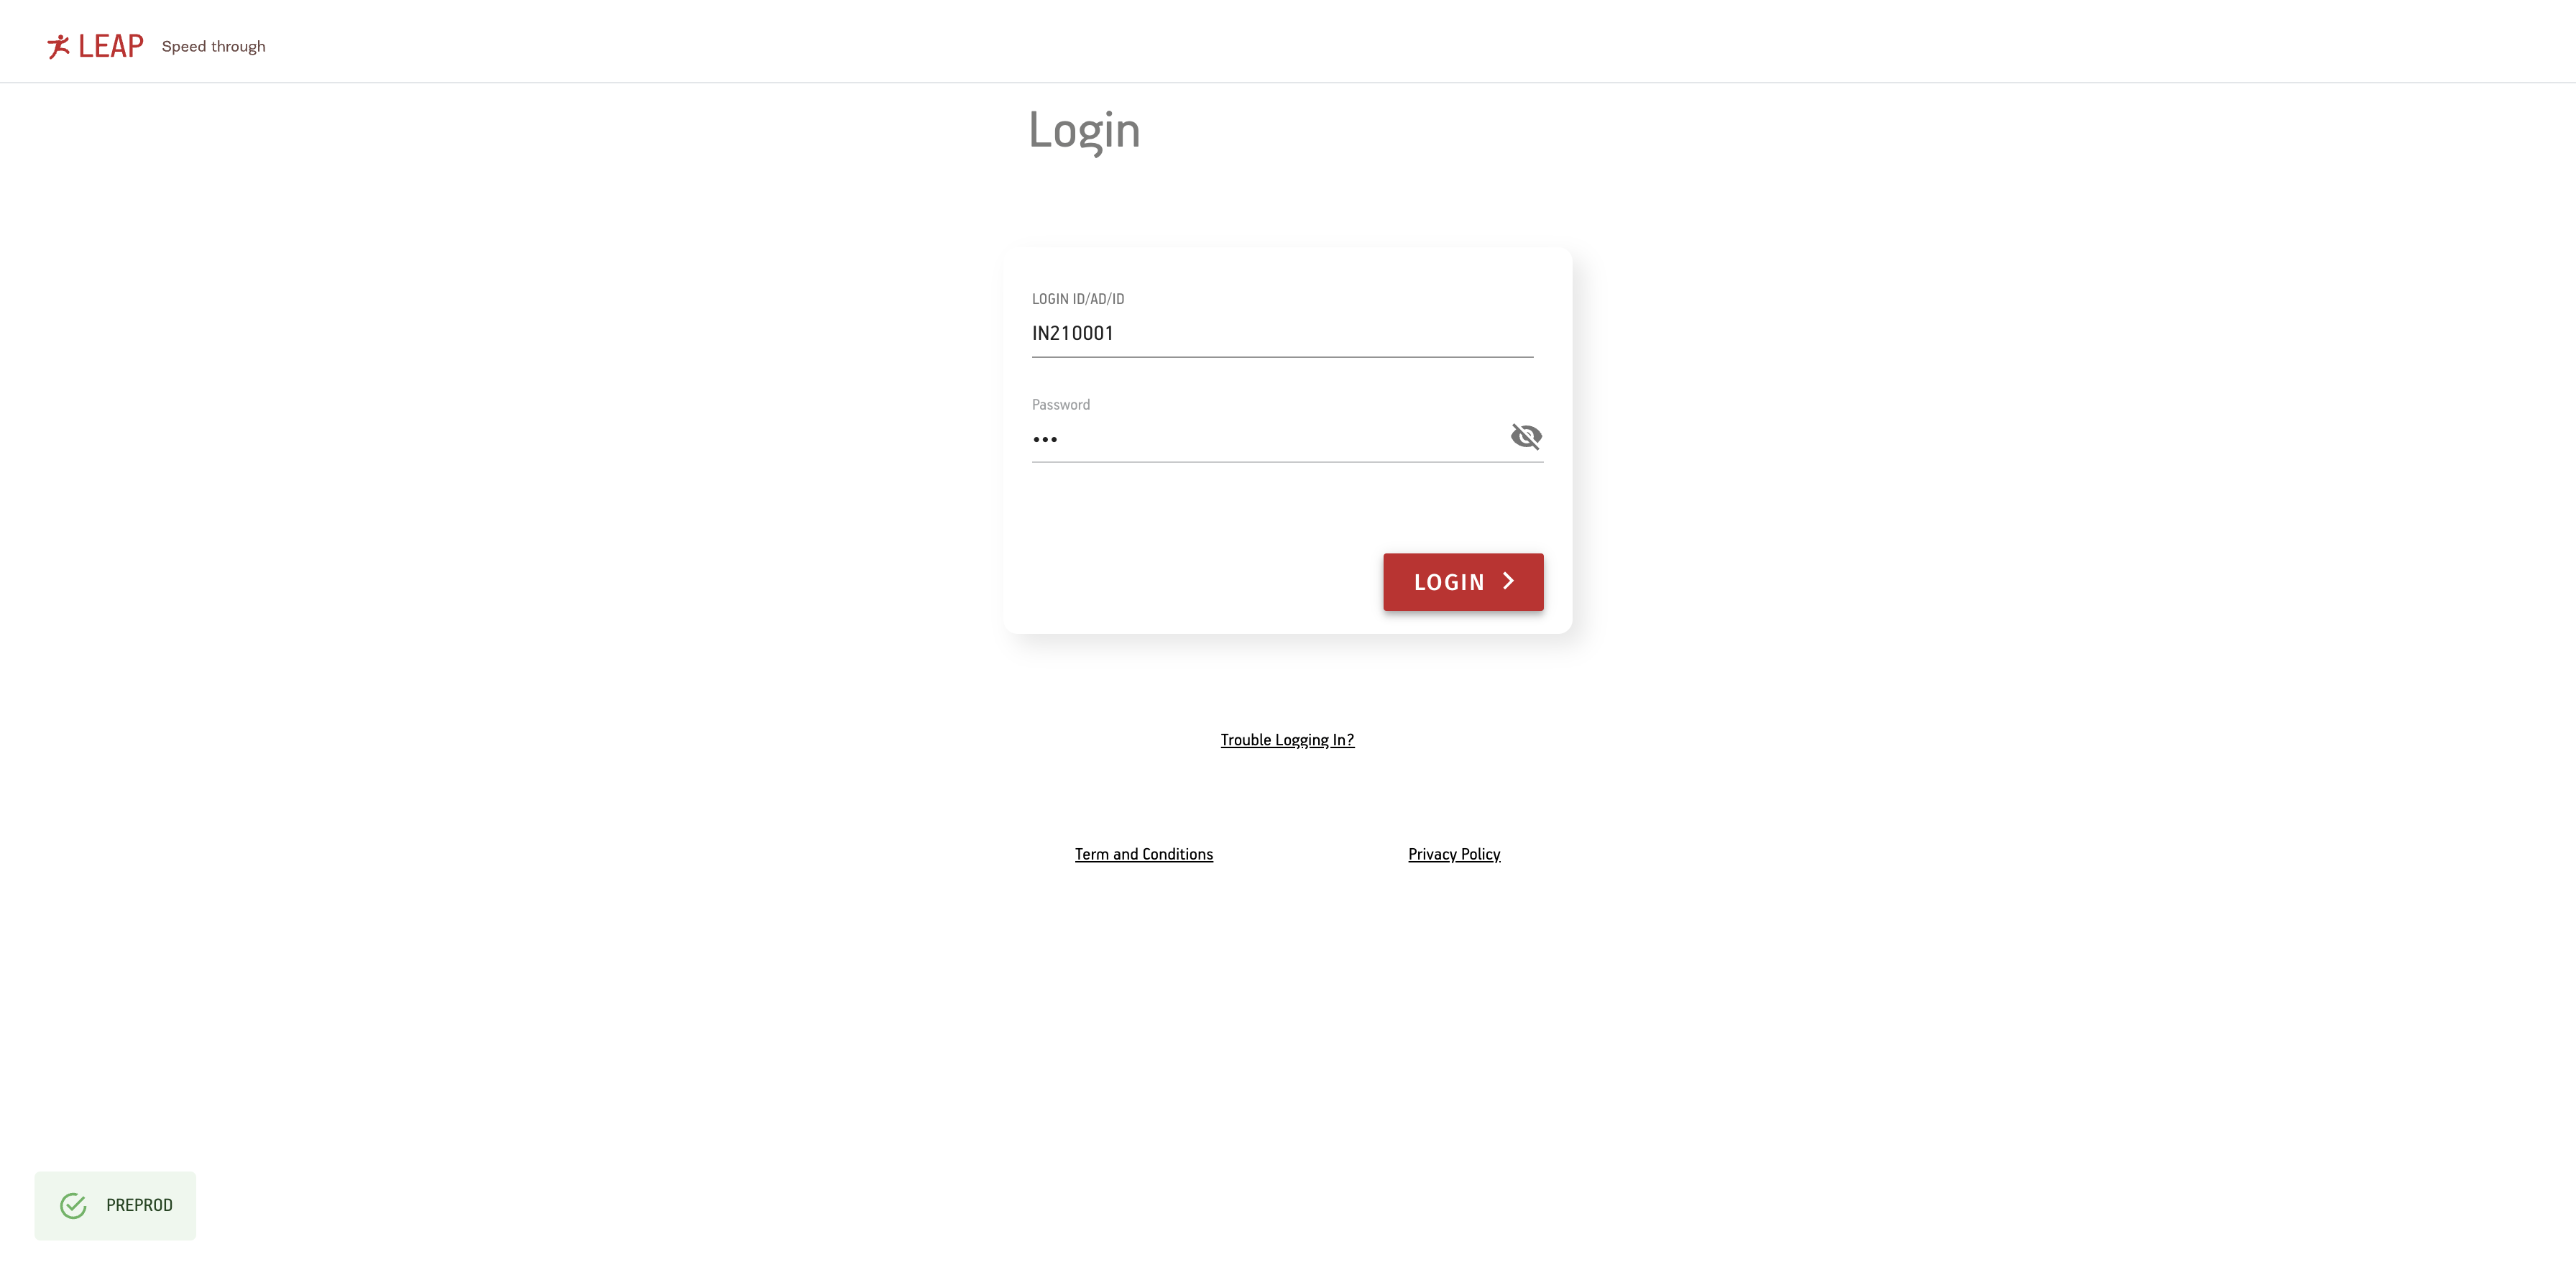 LEAP Speed through
Login
LOGIN ID/AD/ID
IN210001
Password
•••
LOGIN
Trouble Logging In?
Term and Conditions Privacy Policy
PREPROD